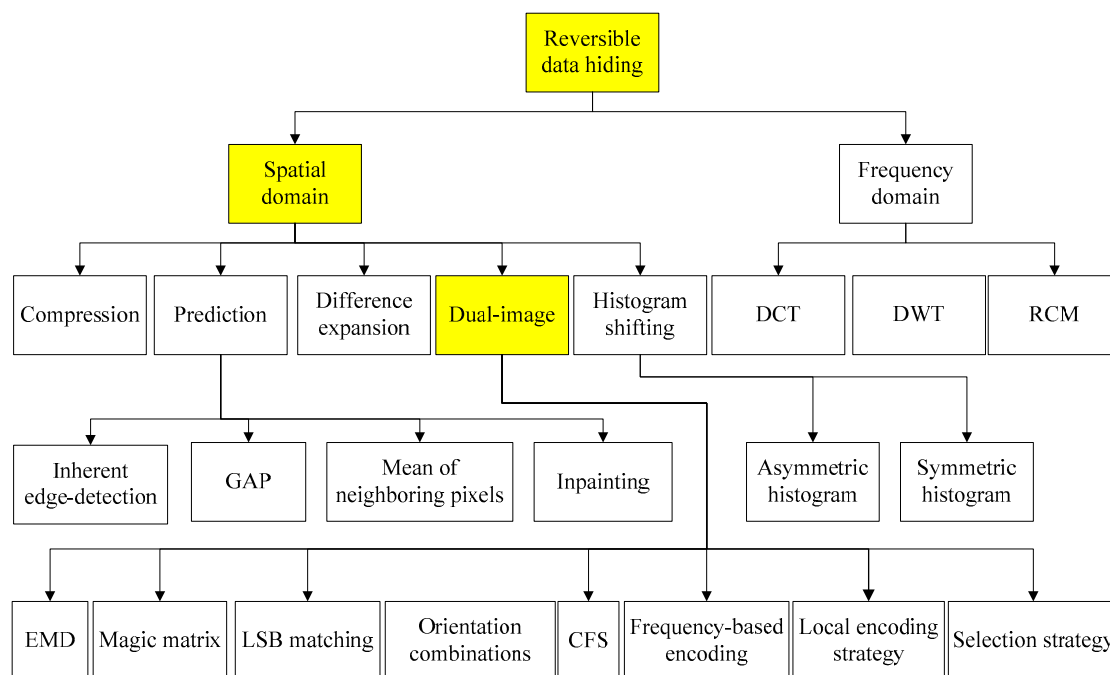 Reversible
data hiding
Spatial
domain
Frequency
domain
Compression
Prediction
Difference
expansion
Dual-image
Histogram
shifting
DCT
DWT
RCM
Inherent
edge-detection
GAP
Mean of
neighboring pixels
Inpainting
Asymmetric
histogram
Symmetric
histogram
EMD
Magic matrix
LSB matching
Orientation
combinations
CFS
Frequency-based
encoding
Local encoding
strategy
Selection strategy